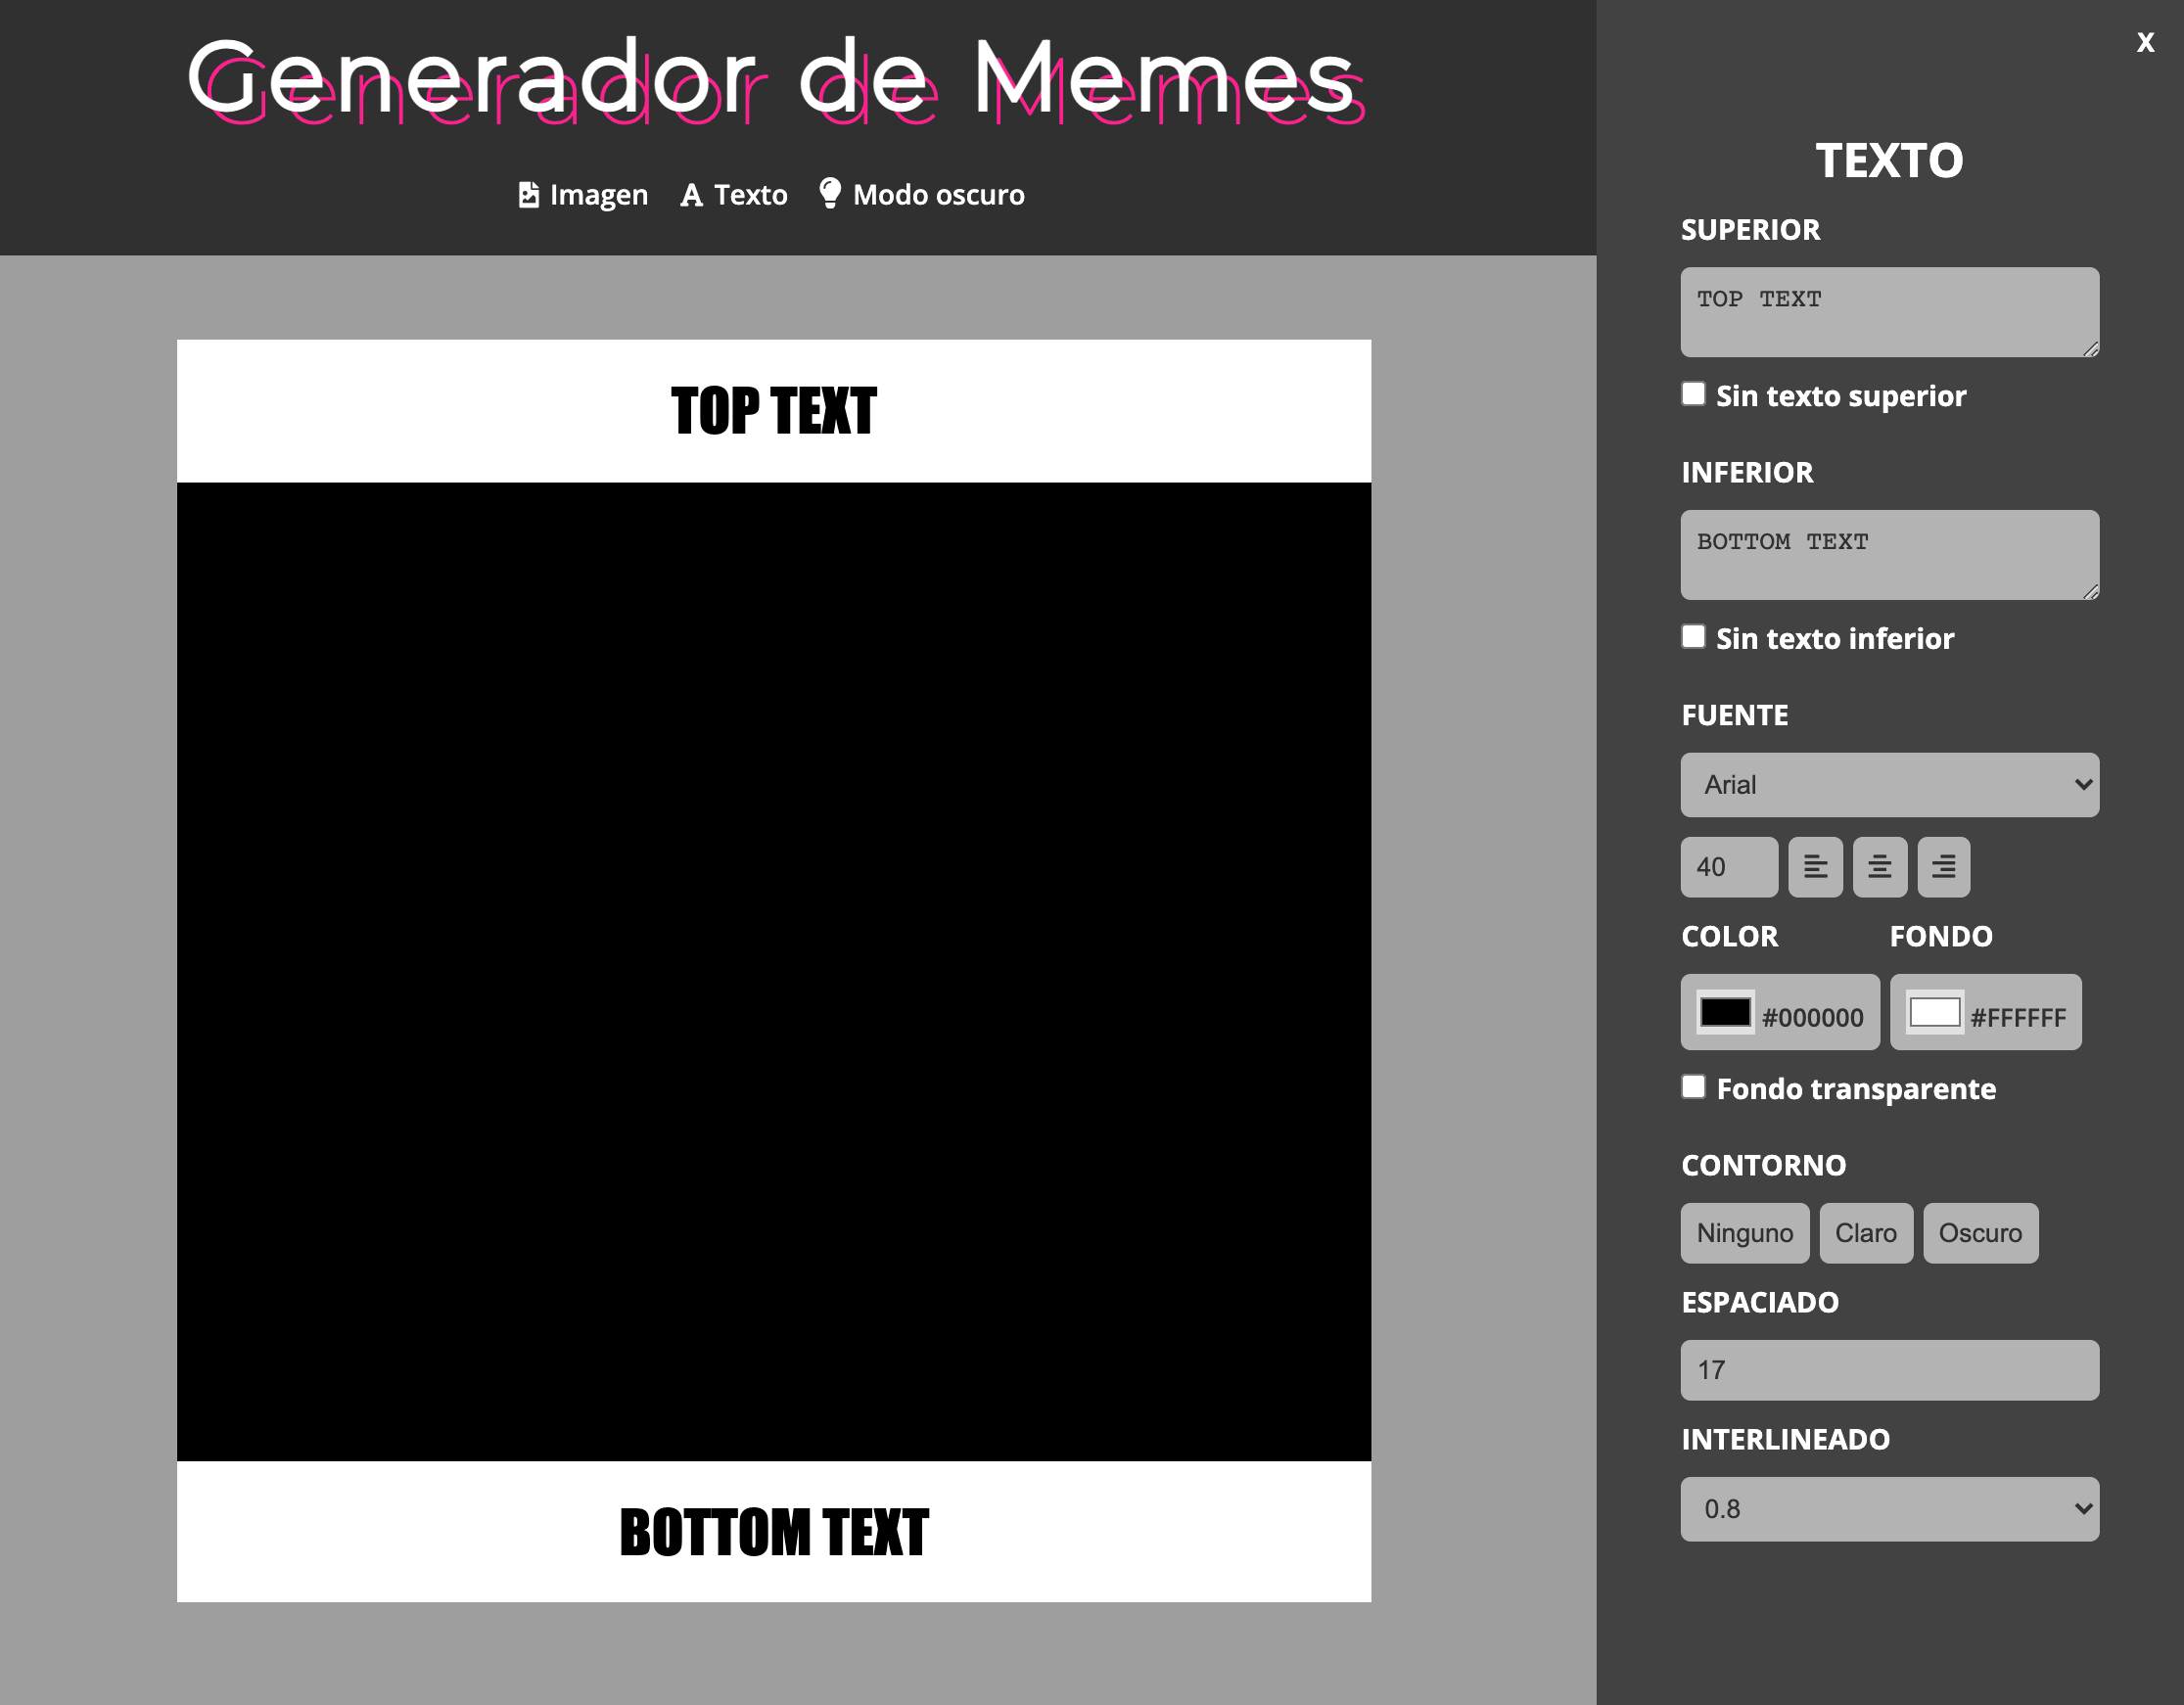 Generador de Memes
Imagen Texto Modo oscuro
TOP TEXT
BOTTOM TEXT
X
TEXTO
SUPERIOR
TOP TEXT
Sin texto superior
INFERIOR
BOTTOM TEXT
Sin texto inferior
FUENTE
Arial
40
COLOR FONDO
#000000 #FFFFFF
Fondo transparente
CONTORNO
Ninguno Claro Oscuro
ESPACIADO
17
INTERLINEADO
0.8